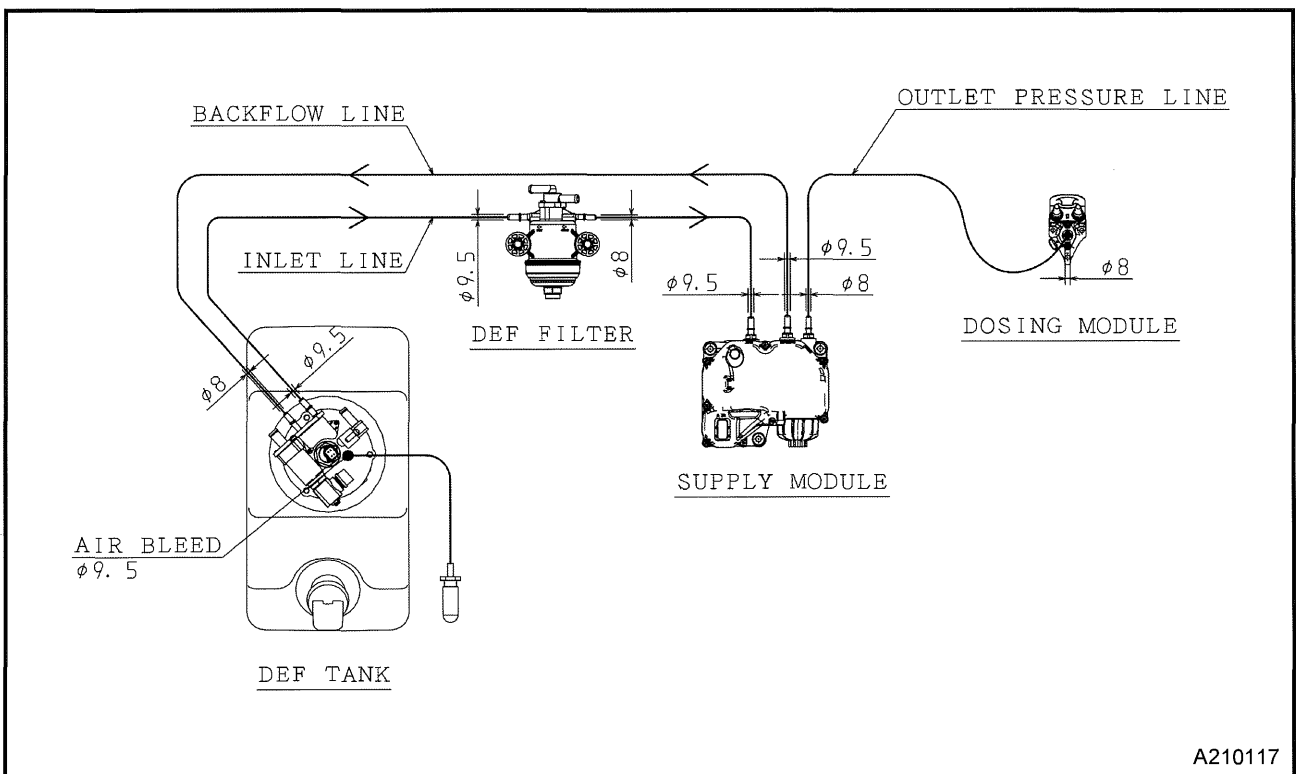 BACKFLOW LINE
OUTLET PRESSURE LINE
INLET LINE
φ9.5
φ8
DEF FILTER
φ9.5
φ9.5
φ8
φ8
DOSING MODULE
φ8
φ9.5
SUPPLY MODULE
AIR BLEED
φ9.5
DEF TANK
A210117